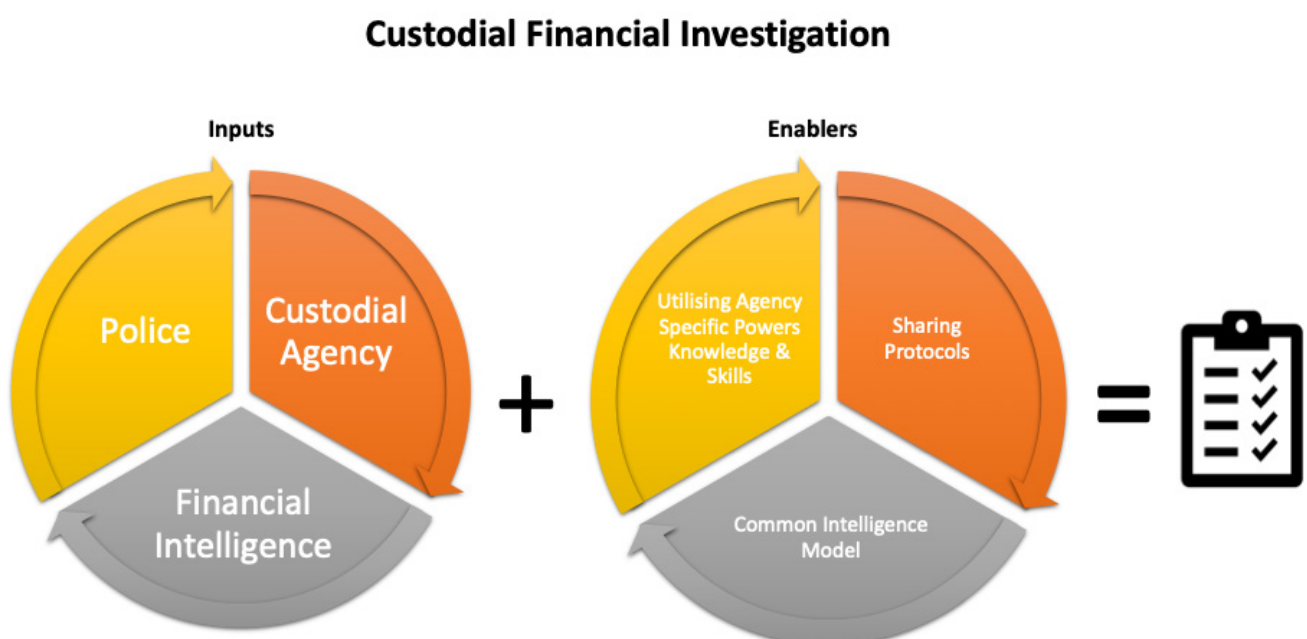 Custodial Financial Investigation
Inputs
Police
Custodial
Agency
Financial
Intelligence
+
Enablers
Utilising Agency
Specific Powers
Knowledge &
Skills
Sharing
Protocols
Common Intelligence
Model
=